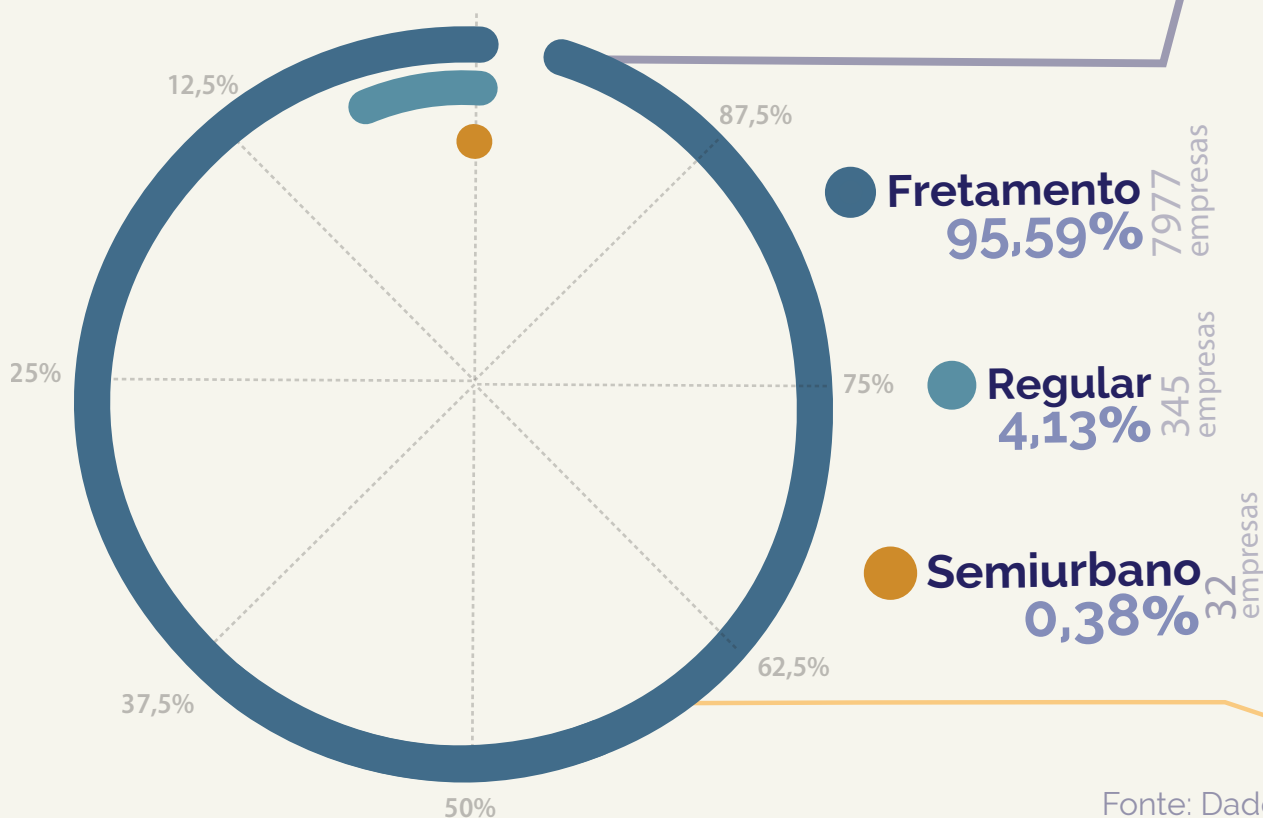 12,5%
87,5%
25%
75%
37,5%
62,5%
50%
Fretamento
95,59%
7977
empresas
Regular
4,13%
345
empresas
Semiurbano
0,38%
32
empresas
Fonte: